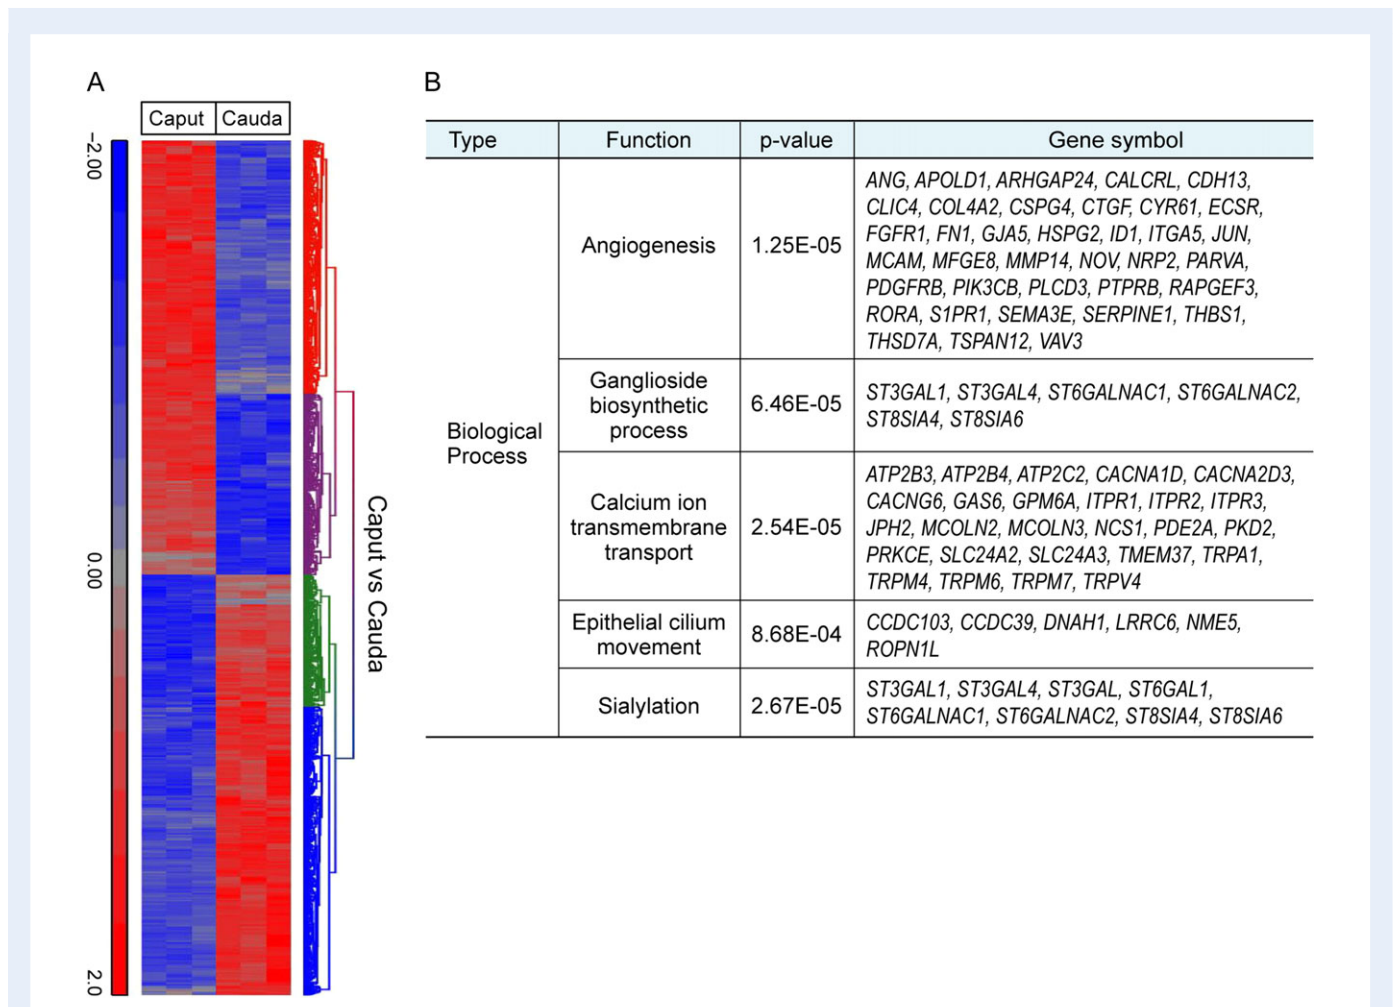 A
Caput Cauda
-2.00
0.00
2.0
Caput vs Cauda
B
Type Function p-value Gene symbol
Biological
Process
Angiogenesis 1.25E-05
ANG, APOLD1, ARHGAP24, CALCRL, CDH13,
CLIC4, COL4A2, CSPG4, CTGF, CYR61, ECSR,
FGFR1, FN1, GJA5, HSPG2, ID1, ITGA5, JUN,
MCAM, MFGE8, MMP14, NOV, NRP2, PARVA,
PDGFRB, PIK3CB, PLCD3, PTPRB, RAPGEF3,
RORA, S1PR1, SEMA3E, SERPINE1, THBS1,
THSD7A, TSPAN12, VAV3
Ganglioside
biosynthetic
process
6.46E-05
ST3GAL1, ST3GAL4, ST6GALNAC1, ST6GALNAC2,
ST8SIA4, ST8SIA6
Calcium ion
transmembrane
transport
2.54E-05
ATP2B3, ATP2B4, ATP2C2, CACNA1D, CACNA2D3,
CACNG6, GAS6, GPM6A, ITPR1, ITPR2, ITPR3,
JPH2, MCOLN2, MCOLN3, NCS1, PDE2A, PKD2,
PRKCE, SLC24A2, SLC24A3, TMEM37, TRPA1,
TRPM4, TRPM6, TRPM7, TRPV4
Epithelial cilium
movement
8.68E-04
CCDC103, CCDC39, DNAH1, LRRC6, NME5,
ROPN1L
Sialylation 2.67E-05
ST3GAL1, ST3GAL4, ST3GAL, ST6GAL1,
ST6GALNAC1, ST6GALNAC2, ST8SIA4, ST8SIA6